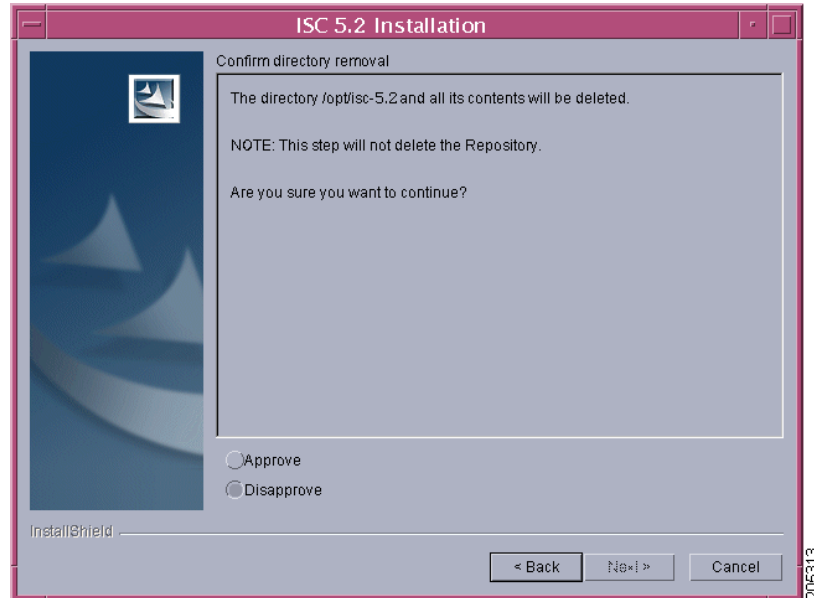 ISC 5.2 Installation
Confirm directory removal
The directory /opt/isc-5.2 and all its contents will be deleted.
NOTE: This step will not delete the Repository.
Are you sure you want to continue?
Approve
Disapprove
InstallShield
< Back
Next >
Cancel
205313